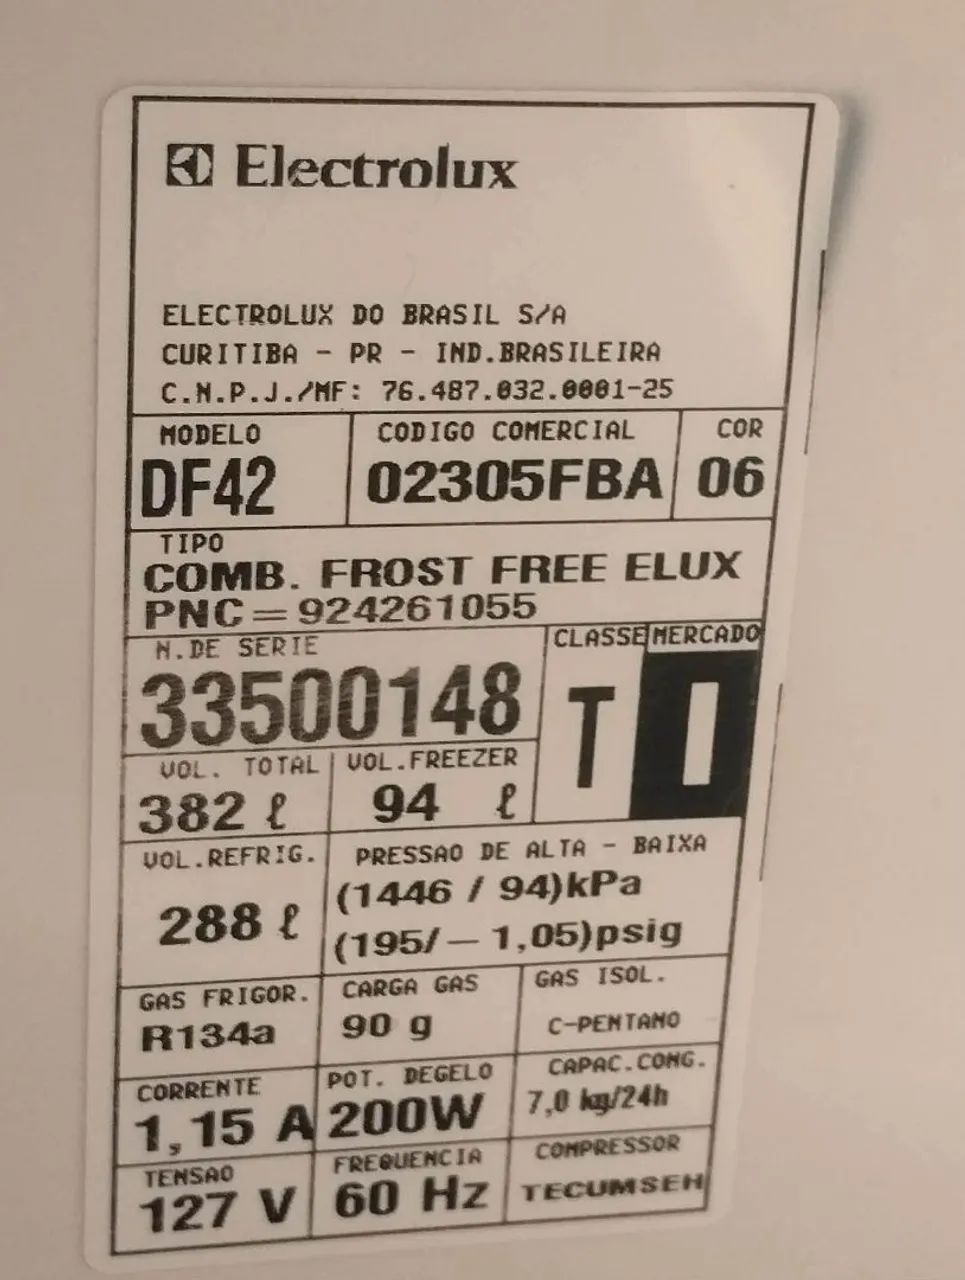 Electrolux
ELECTROLUX DO BRASIL S/A
CURITIBA - PR - IND.BRASILEIRA
C.N.P.J./MF: 76.487.032.0001-25
MODELO CODIGO COMERCIAL COR
DF42 02305FBA 06
TIPO
COMB. FROST FREE ELUX
PNC=924261055
N.DE SERIE CLASSE MERCADO
33500148 T I
VOL. TOTAL VOL.FREEZER
382 ℓ 94 ℓ
VOL.REFRIG. PRESSAO DE ALTA - BAIXA
288 ℓ (1446 / 94)kPa
(195/-1,05)psig
GAS FRIGOR. CARGA GAS GAS ISOL.
R134a 90 g C-PENTANO
CORRENTE POT. DEGELO CAPAC.CONG.
1,15 A 200W 7,0 kg/24h
TENSAO FREQUENCIA COMPRESSOR
127 V 60 Hz TECUMSEH